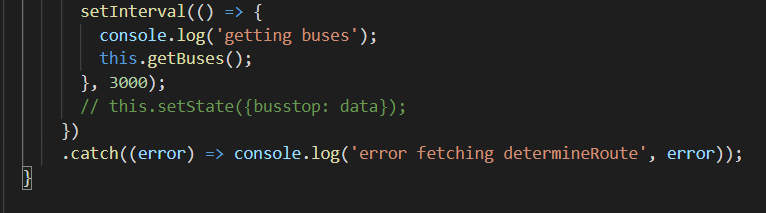 setInterval(() => {
console.log('getting buses');
this.getBuses();
}, 3000);
// this.setState({busstop: data});
})
.catch((error) => console.log('error fetching determineRoute', error));
}